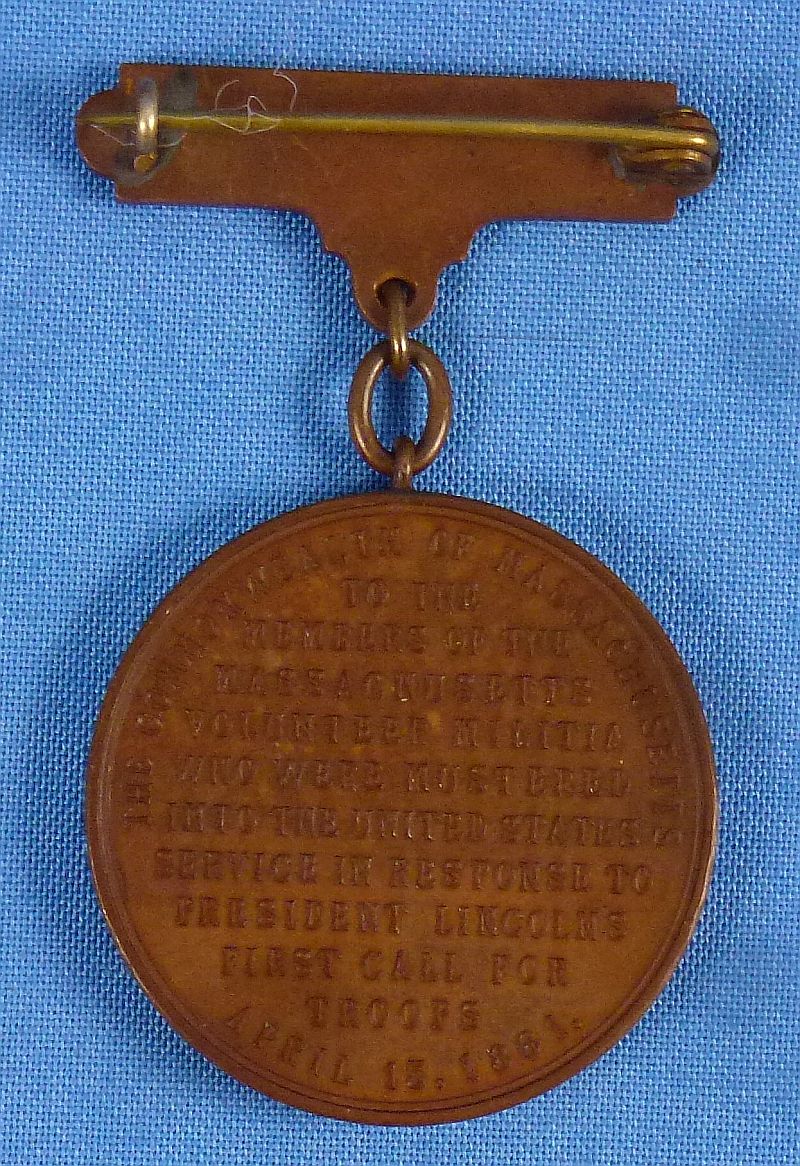 THE COMMONWEALTH OF MASSACHUSETTS
TO THE
MEMBERS OF THE
MASSACHUSETTS
VOLUNTEER MILITIA
WHO WERE MUSTERED
INTO THE UNITED STATES
SERVICE IN RESPONSE TO
PRESIDENT LINCOLN'S
FIRST CALL FOR
TROOPS
APRIL 15, 1861.